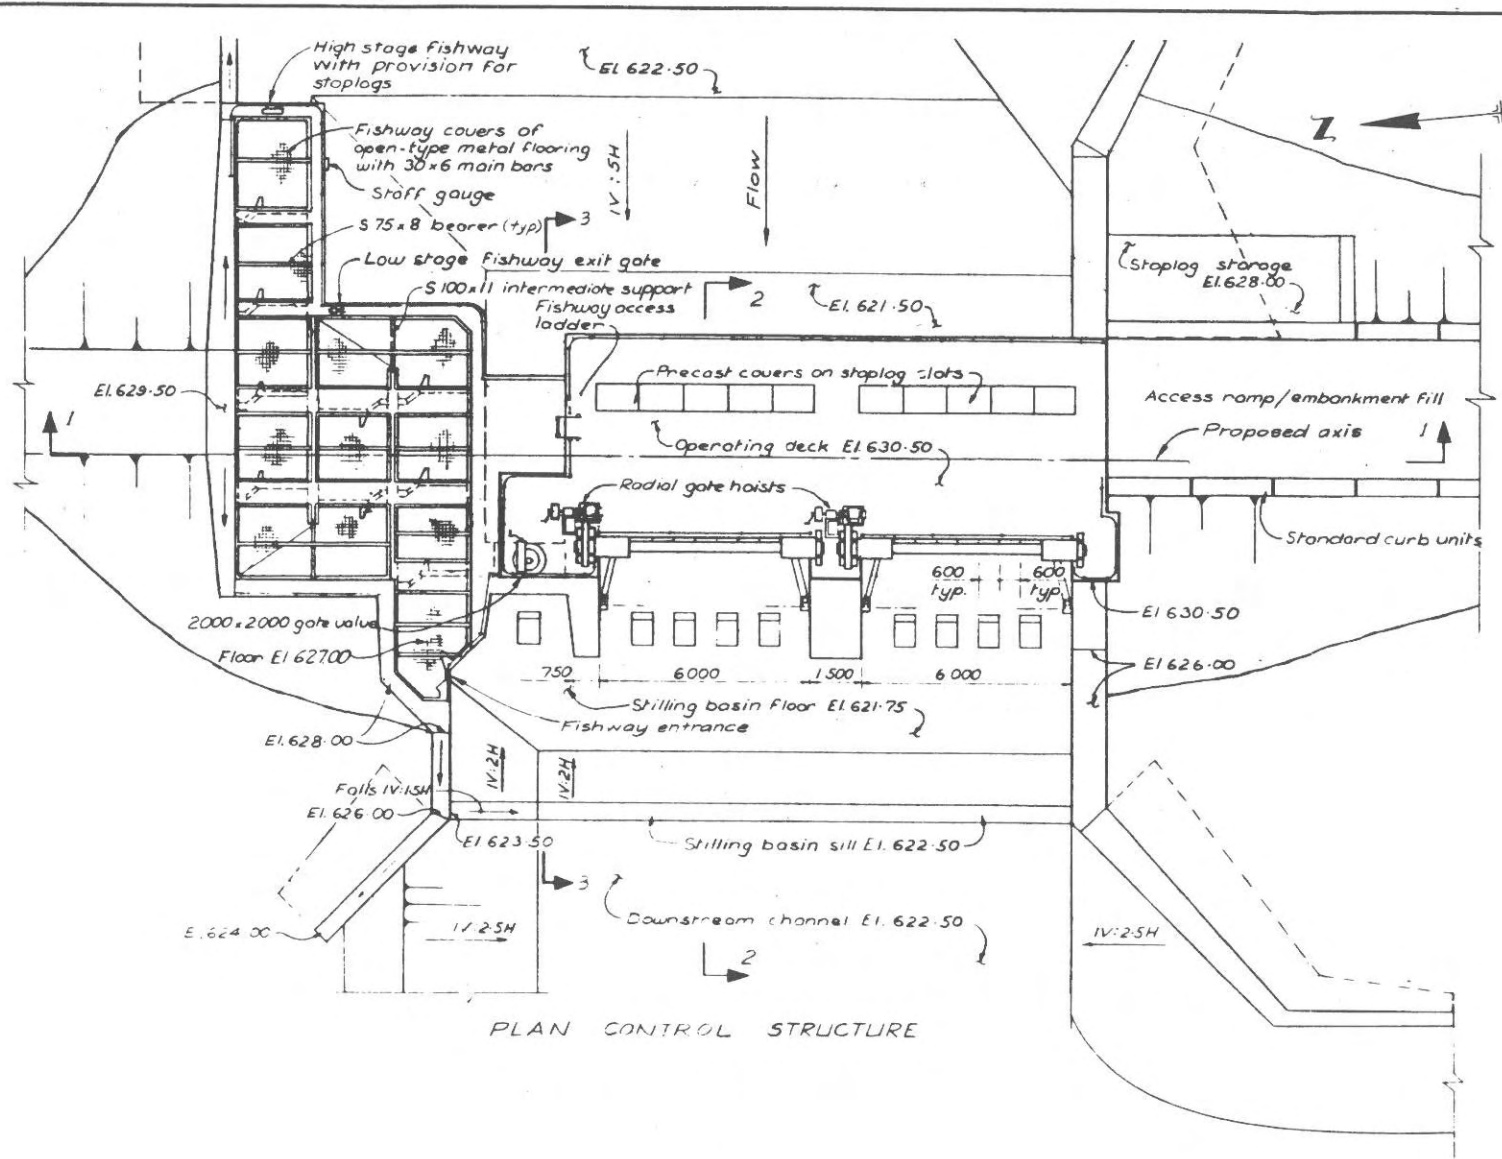 High stage fishway
with provision for
stoplogs
El. 622·50
Fishway covers of
open-type metal flooring
with 30x6 main bars
Staff gauge
S 75 x 8 bearer (typ)
Low stage fishway exit gate
S 100x11 intermediate support
Fishway access
ladder
1V : 5H
Flow
3
2
El. 621·50
Z
Stoplog storage
El. 628·00
Precast covers on stoplog slots
El. 629·50
1
Access ramp/embankment fill
Operating deck El. 630·50
Proposed axis
1
Radial gate hoists
Standard curb units
600
typ.
600
typ.
2000 x 2000 gate valve
El 630·50
Floor El 627.00
El 626·00
750
6 000
1 500
6 000
Stilling basin floor El. 621·75
Fishway entrance
El. 628·00
1V:2H
1V:2H
Falls 1V:1.5H
El. 626·00
El. 623·50
Stilling basin sill El. 622·50
3
Downstream channel El. 622·50
E.624.00
1V:2·5H
2
1V:2·5H
PLAN CONTROL STRUCTURE